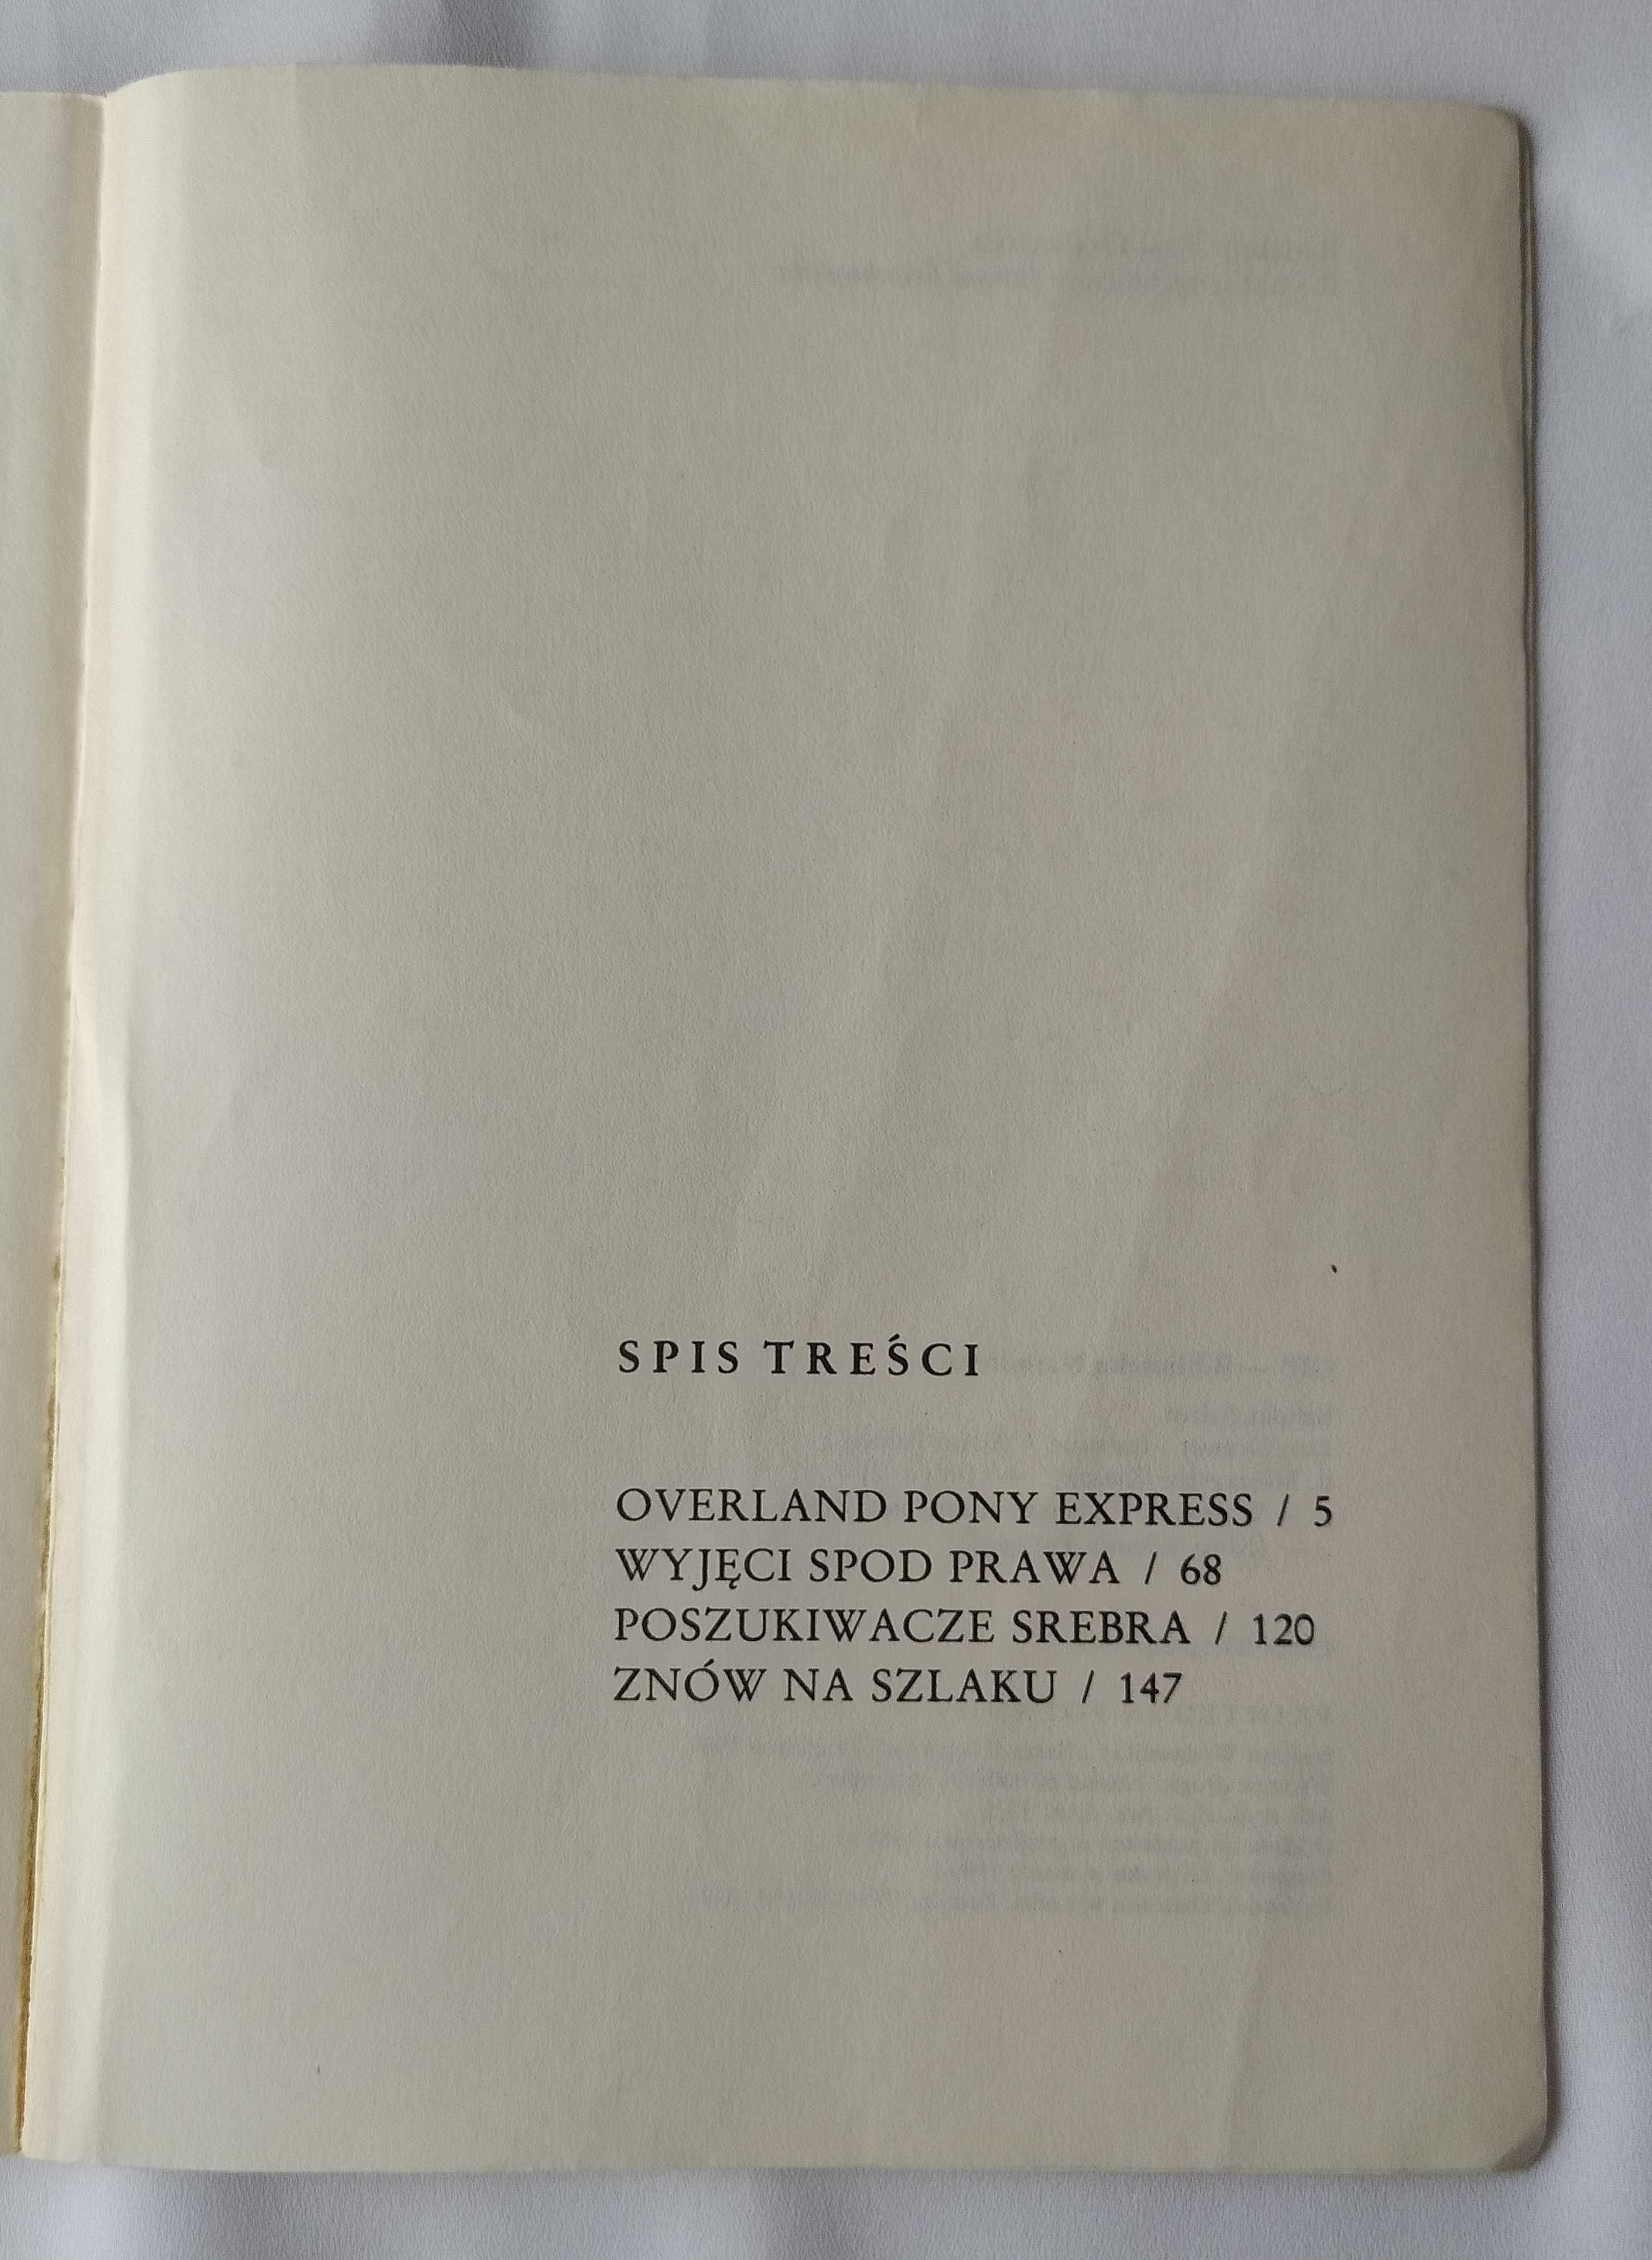 SPIS TREŚCI
OVERLAND PONY EXPRESS / 5
WYJĘCI SPOD PRAWA / 68
POSZUKIWACZE SREBRA / 120
ZNÓW NA SZLAKU / 147